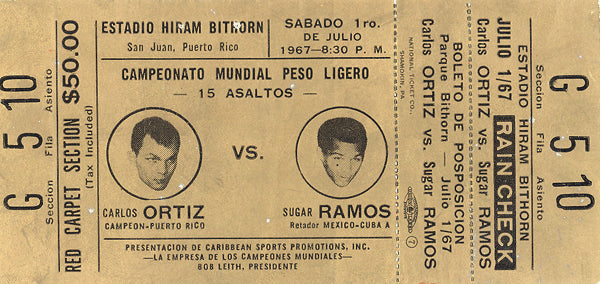 G 5 10
Seccion Fila Asiento
RED CARPET SECTION $50.00
(Tax Included)
ESTADIO HIRAM BITHORN
San Juan, Puerto Rico
SABADO 1ro.
de JULIO
1967-8:30 P. M.
CAMPEONATO MUNDIAL PESO LIGERO
— 15 ASALTOS —
VS.
CARLOS ORTIZ
CAMPEON-PUERTO RICO
SUGAR RAMOS
Retador MEXICO-CUBA
PRESENTACION DE CARIBBEAN SPORTS PROMOTIONS, INC.
—LA EMPRESA DE LOS CAMPEONES MUNDIALES—
808 LEITH, PRESIDENTE
NATIONAL TICKET CO.,
SHAMOKIN, PA.
BOLETO DE POSPOSICION
Parque Bithorn — Julio 1/67
Carlos ORTIZ vs. Sugar RAMOS
ESTADIO HIRAM BITHORN
JULIO 1/67 RAIN CHECK
Carlos ORTIZ vs. Sugar RAMOS
Seccion Fila Asiento
G 5 10